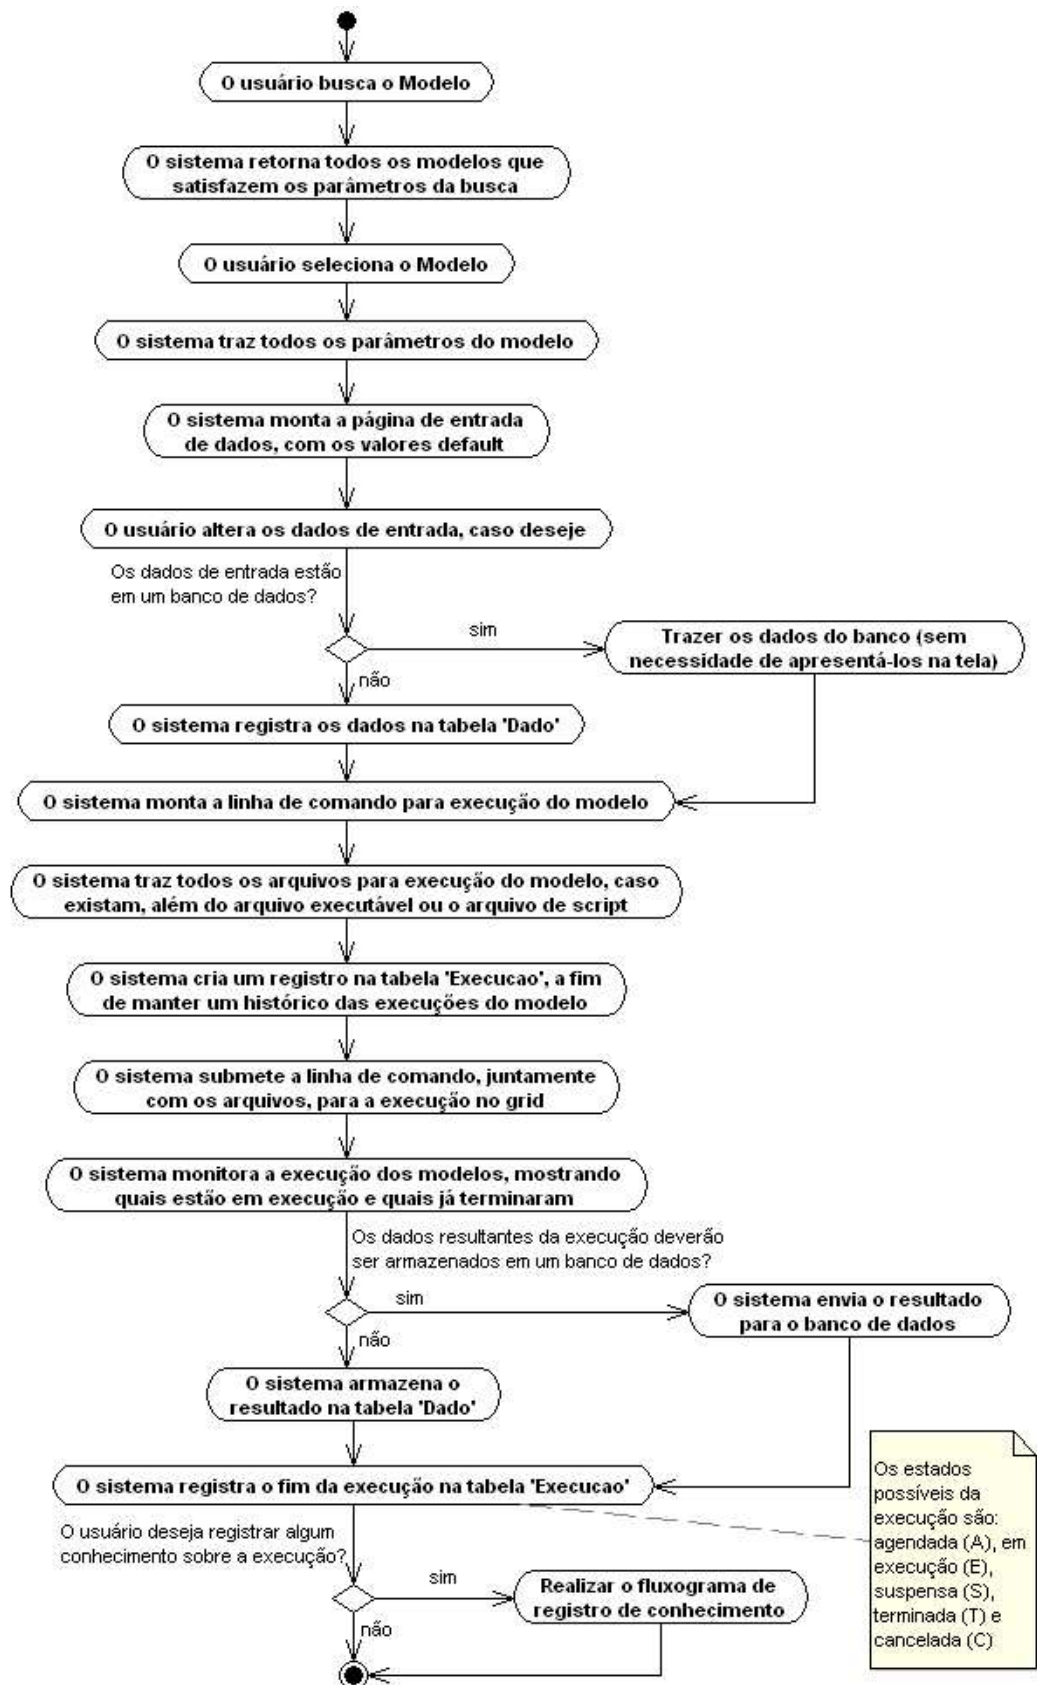 O usuário busca o Modelo
O sistema retorna todos os modelos que
satisfazem os parâmetros da busca
O usuário seleciona o Modelo
O sistema traz todos os parâmetros do modelo
O sistema monta a página de entrada
de dados, com os valores default
O usuário altera os dados de entrada, caso deseje
Os dados de entrada estão
em um banco de dados?
sim
Trazer os dados do banco (sem
necessidade de apresentá-los na tela)
não
O sistema registra os dados na tabela 'Dado'
O sistema monta a linha de comando para execução do modelo
O sistema traz todos os arquivos para execução do modelo, caso
existam, além do arquivo executável ou o arquivo de script
O sistema cria um registro na tabela 'Execucao', a fim
de manter um histórico das execuções do modelo
O sistema submete a linha de comando, juntamente
com os arquivos, para a execução no grid
O sistema monitora a execução dos modelos, mostrando
quais estão em execução e quais já terminaram
Os dados resultantes da execução deverão
ser armazenados em um banco de dados?
sim
O sistema envia o resultado
para o banco de dados
não
O sistema armazena o
resultado na tabela 'Dado'
O sistema registra o fim da execução na tabela 'Execucao'
Os estados
possíveis da
execução são:
agendada (A), em
execução (E),
suspensa (S),
terminada (T) e
cancelada (C)
O usuário deseja registrar algum
conhecimento sobre a execução?
sim
Realizar o fluxograma de
registro de conhecimento
não